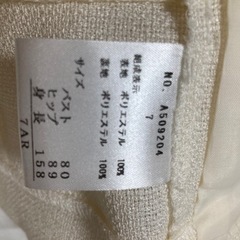 NO. A509204
7
組成表示
表地 ポリエステル 100%
裏地 ポリエステル 100%
サイズ
バスト 80
ヒップ 89
身長 158
7AR